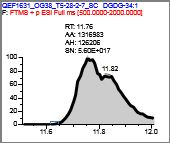 QEF1631_OG38_T5-28-2-7_SC DGDG-34:1
F: FTMS + p ESI Full ms [500.0000-2000.0000]
RT: 11.76
AA: 1316983
AH: 126206
SN: 5.60E+017
100
80
60
40
20
0
11.82
11.6
11.8
12.0